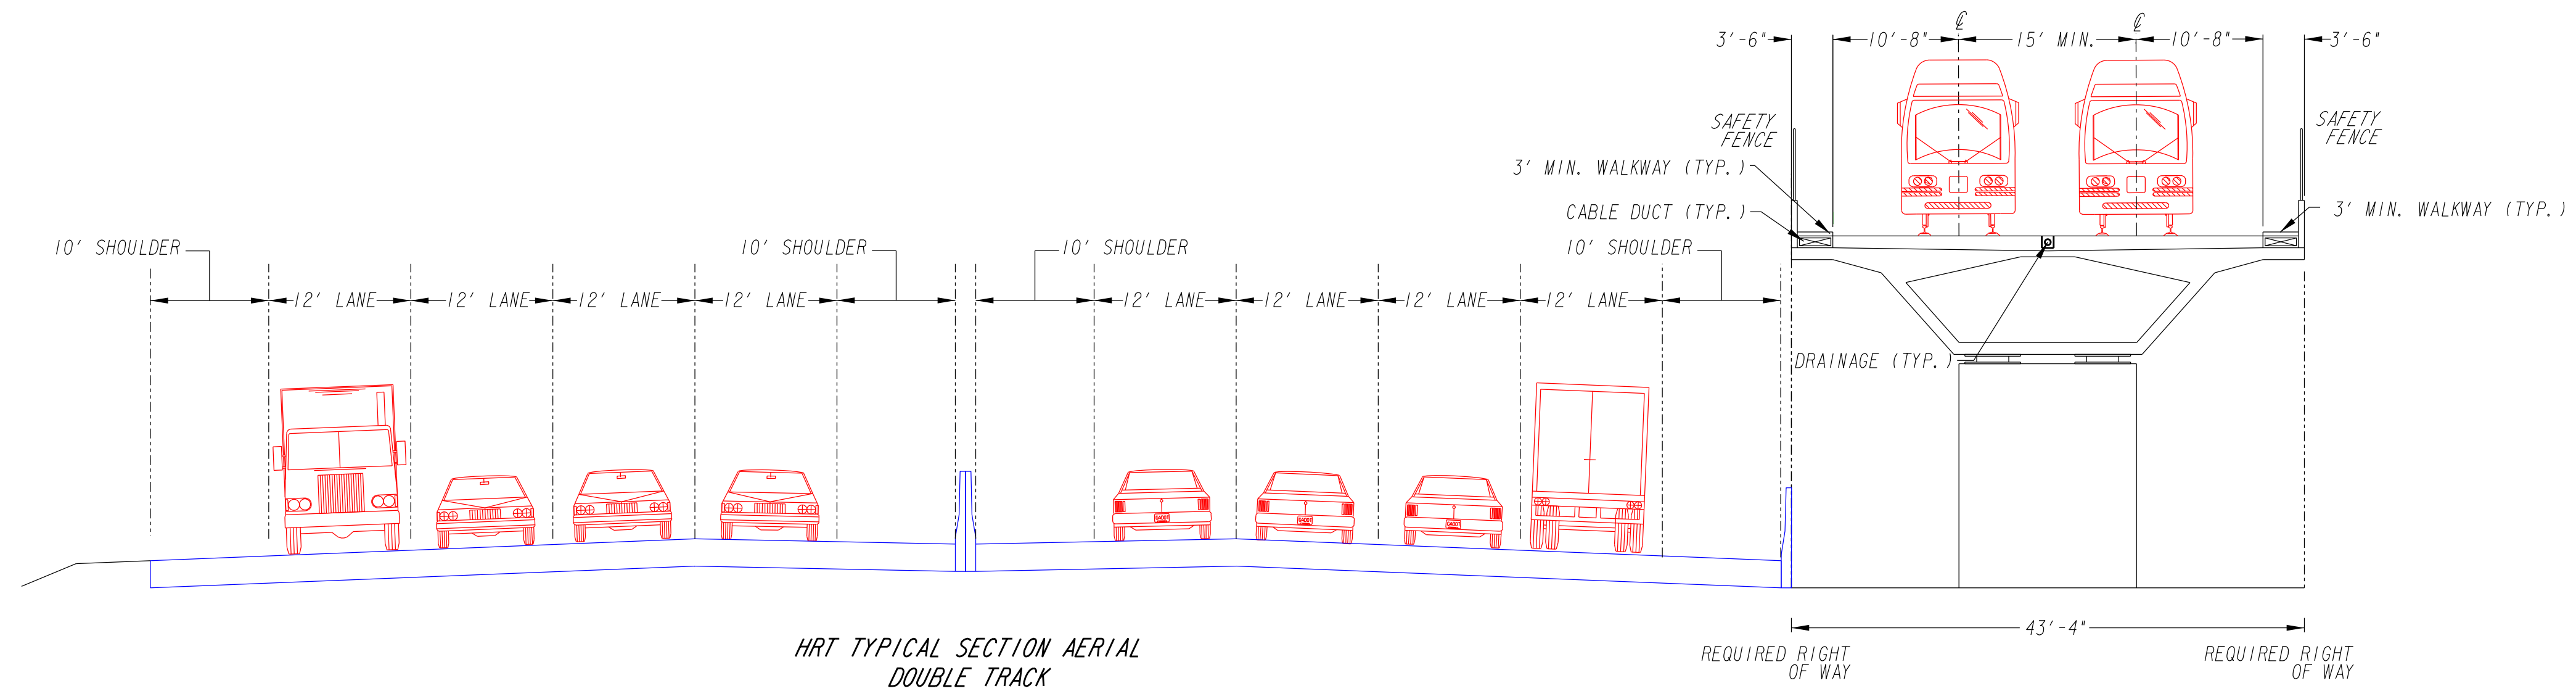 ℄ ℄
3'-6" 10'-8" 15' MIN. 10'-8" 3'-6"
SAFETY
FENCE
SAFETY
FENCE
3' MIN. WALKWAY (TYP.)
CABLE DUCT (TYP.)
3' MIN. WALKWAY (TYP.)
10' SHOULDER 10' SHOULDER 10' SHOULDER 10' SHOULDER
12' LANE 12' LANE 12' LANE 12' LANE 12' LANE 12' LANE 12' LANE 12' LANE
DRAINAGE (TYP.)
GA001 GA001 GA001
43'-4"
REQUIRED RIGHT
OF WAY
REQUIRED RIGHT
OF WAY
HRT TYPICAL SECTION AERIAL
DOUBLE TRACK